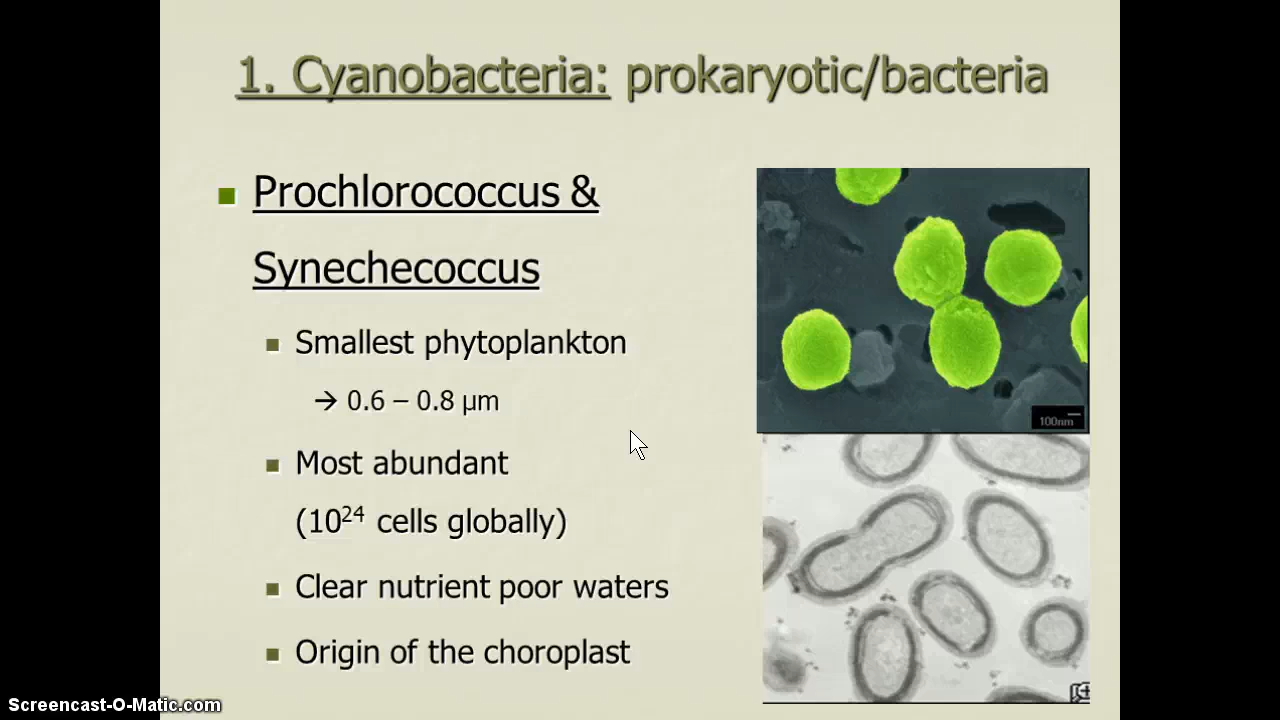 1. Cyanobacteria: prokaryotic/bacteria
Prochlorococcus &
Synechecoccus
Smallest phytoplankton
→ 0.6 – 0.8 µm
Most abundant
(10²⁴ cells globally)
Clear nutrient poor waters
Origin of the choroplast
100nm
Screencast-O-Matic.com